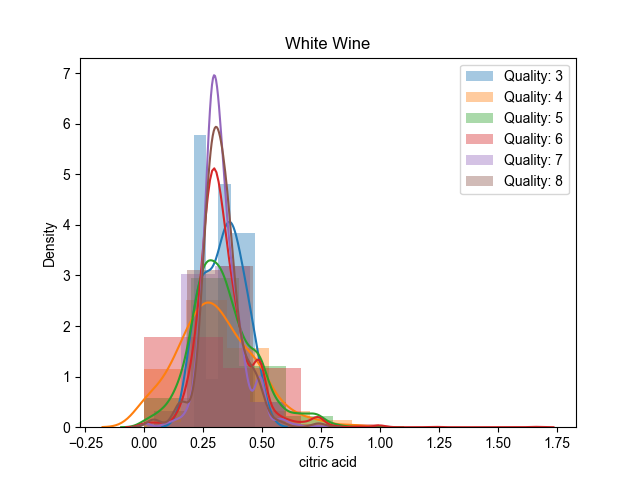 White Wine
7
6
5
4
3
2
1
0
Density
Quality: 3
Quality: 4
Quality: 5
Quality: 6
Quality: 7
Quality: 8
−0.25 0.00 0.25 0.50 0.75 1.00 1.25 1.50 1.75
citric acid